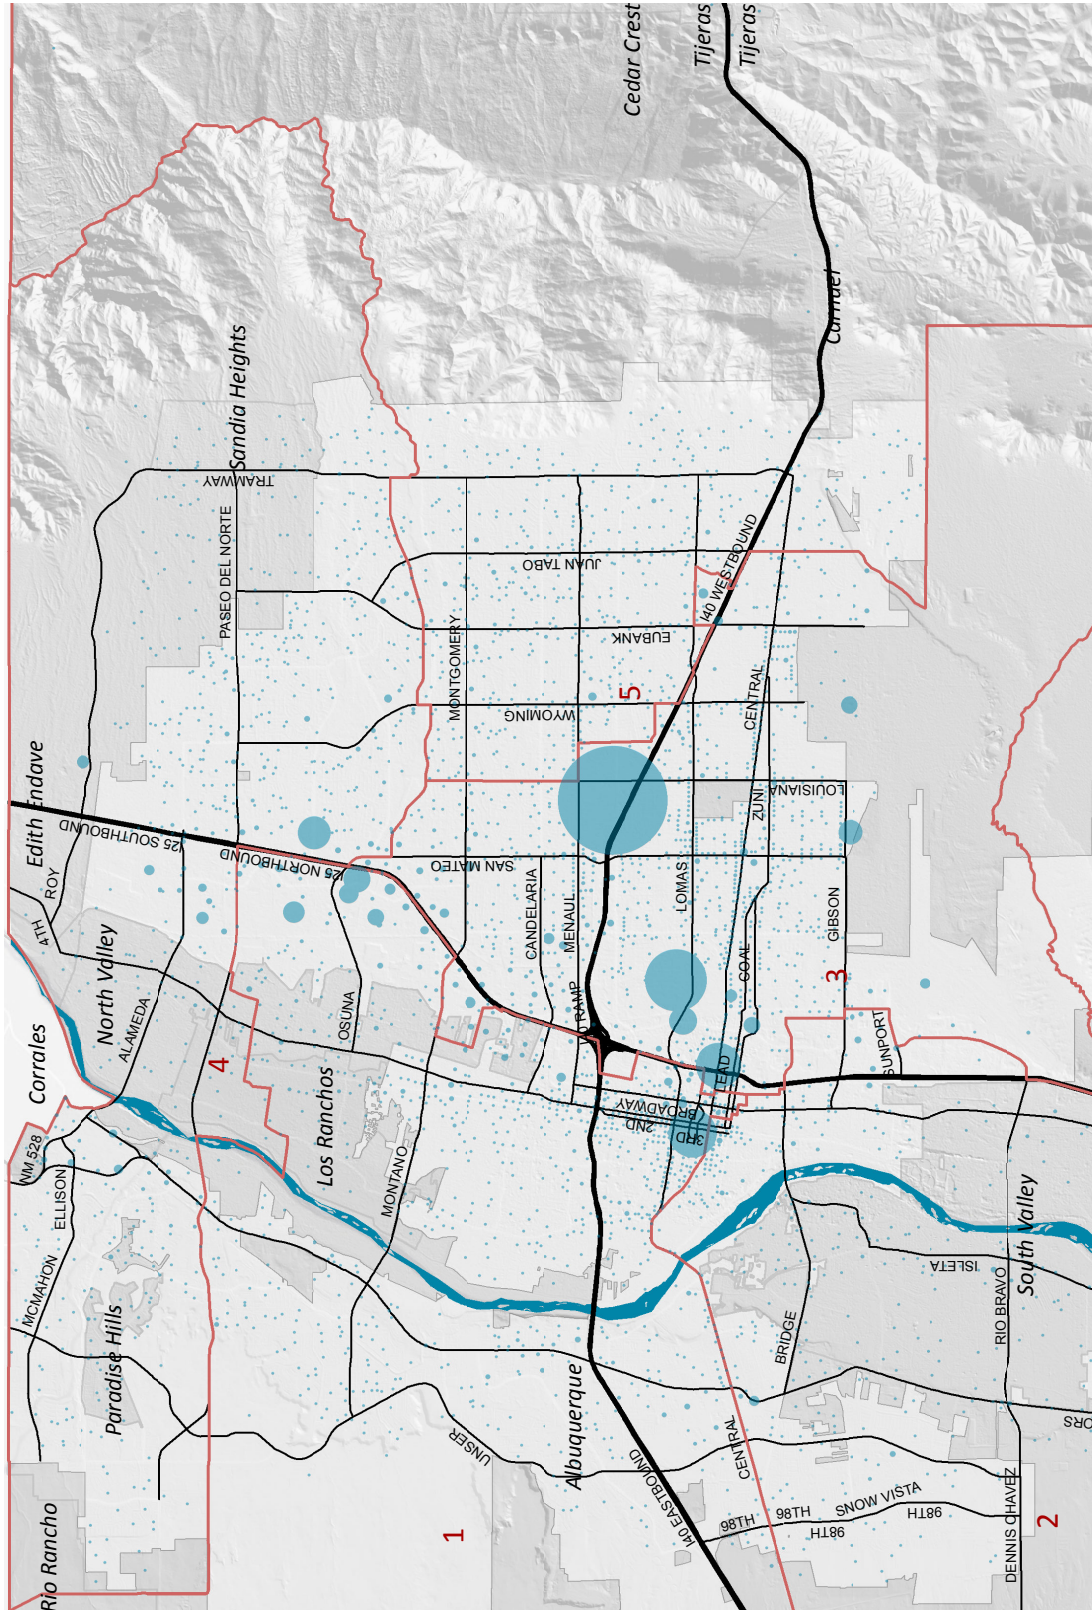 Cedar Crest
Tijeras
Tijeras
Carnuel
Sandia Heights
TRAMWAY
PASEO DEL NORTE
JUAN TABO
I40 WESTBOUND
EUBANK
MONTGOMERY
WYOMING
5
CENTRAL
Edith Endave
I25 SOUTHBOUND
I25 NORTHBOUND
ROY
4TH
SAN MATEO
LOUISIANA
ZUNI
LOMAS
CANDELARIA
MENAUL
GIBSON
COAL
3
North Valley
ALAMEDA
OSUNA
RAMP
SUNPORT
Corrales
4
LEAD
BROADWAY
2ND
3RD
Los Ranchos
MONTANO
NM 528
ELLISON
MCMAHON
Paradise Hills
ISLETA
South Valley
RIO BRAVO
BRIDGE
Albuquerque
UNSER
I40 EASTBOUND
CENTRAL
98TH
98TH
98TH
SNOW VISTA
98TH
DENNIS CHAVEZ
ORS
Rio Rancho
1
2